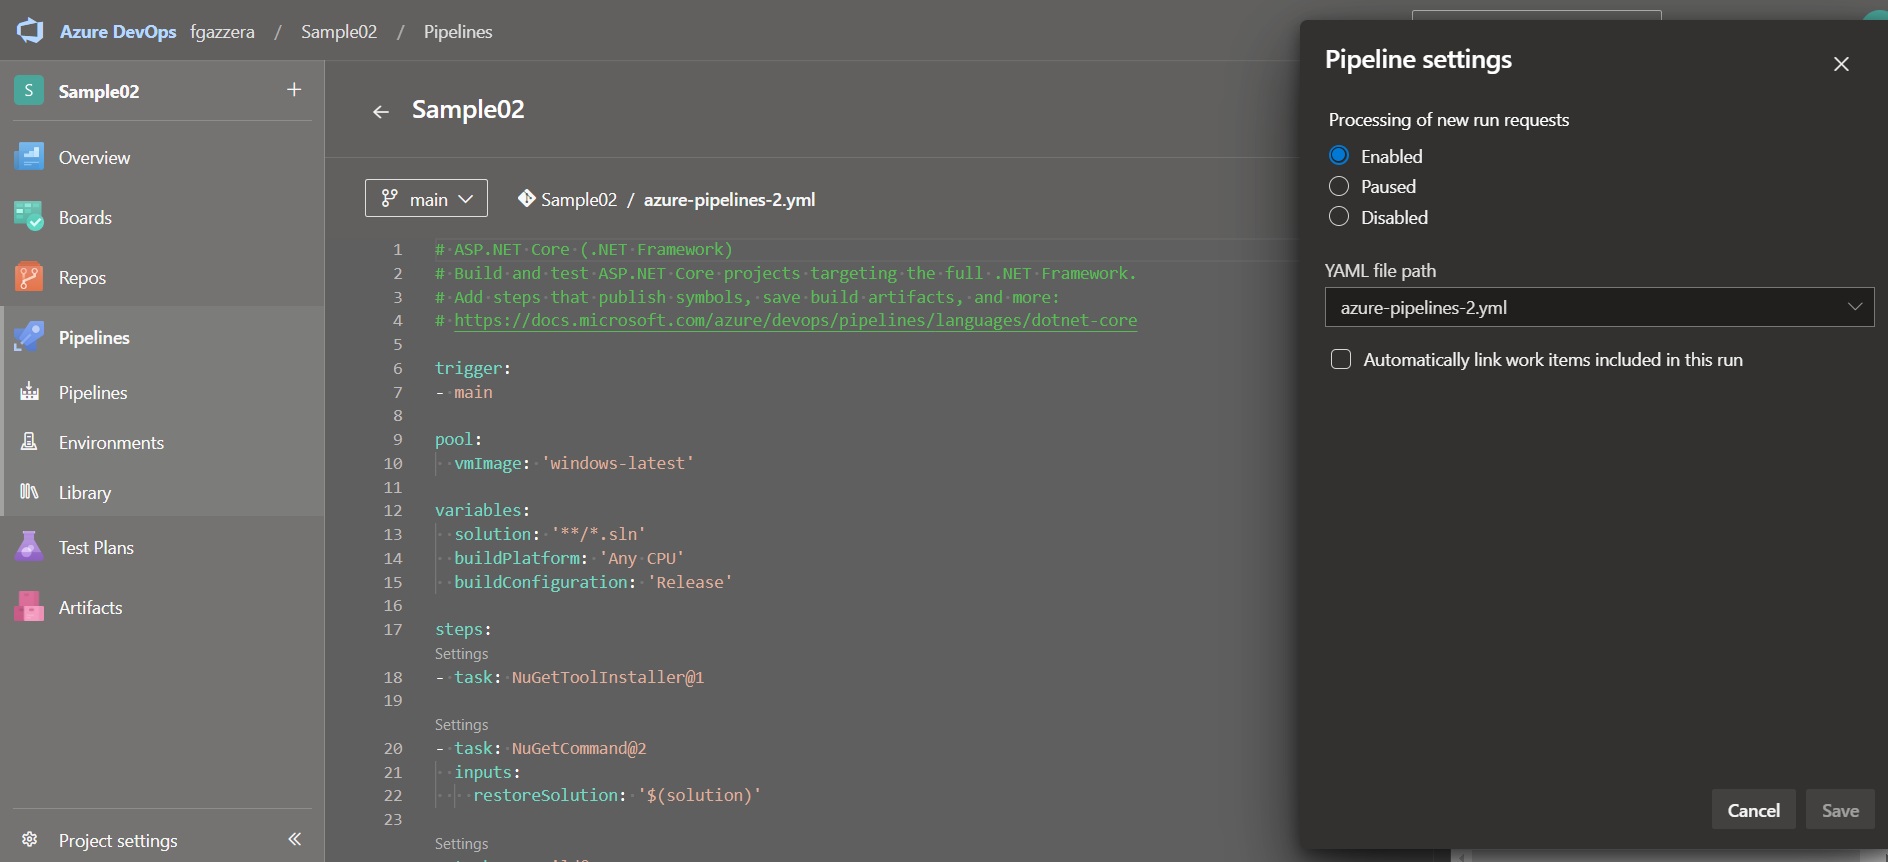 Azure DevOps fgazzera / Sample02 / Pipelines
S Sample02 +
Overview
Boards
Repos
Pipelines
Pipelines
Environments
Library
Test Plans
Artifacts
Project settings
Sample02
main Sample02 / azure-pipelines-2.yml
1 # ASP.NET Core (.NET Framework)
2 # Build and test ASP.NET Core projects targeting the full .NET Framework.
3 # Add steps that publish symbols, save build artifacts, and more:
4 # https://docs.microsoft.com/azure/devops/pipelines/languages/dotnet-core
5
6 trigger:
7 - main
8
9 pool:
10 vmImage: 'windows-latest'
11
12 variables:
13 solution: '**/*.sln'
14 buildPlatform: 'Any CPU'
15 buildConfiguration: 'Release'
16
17 steps:
Settings
18 - task: NuGetToolInstaller@1
19
Settings
20 - task: NuGetCommand@2
21 inputs:
22 restoreSolution: '$(solution)'
23
Settings
Pipeline settings
Processing of new run requests
Enabled
Paused
Disabled
YAML file path
azure-pipelines-2.yml
Automatically link work items included in this run
Cancel Save